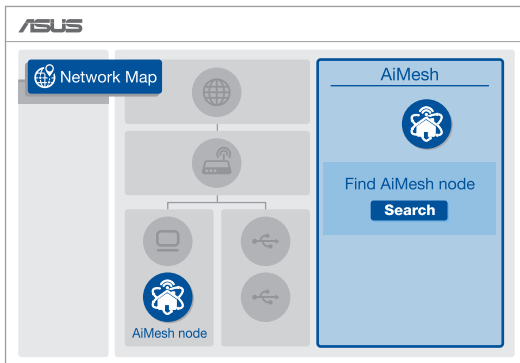 ASUS
Network Map
AiMesh
Find AiMesh node
Search
AiMesh node